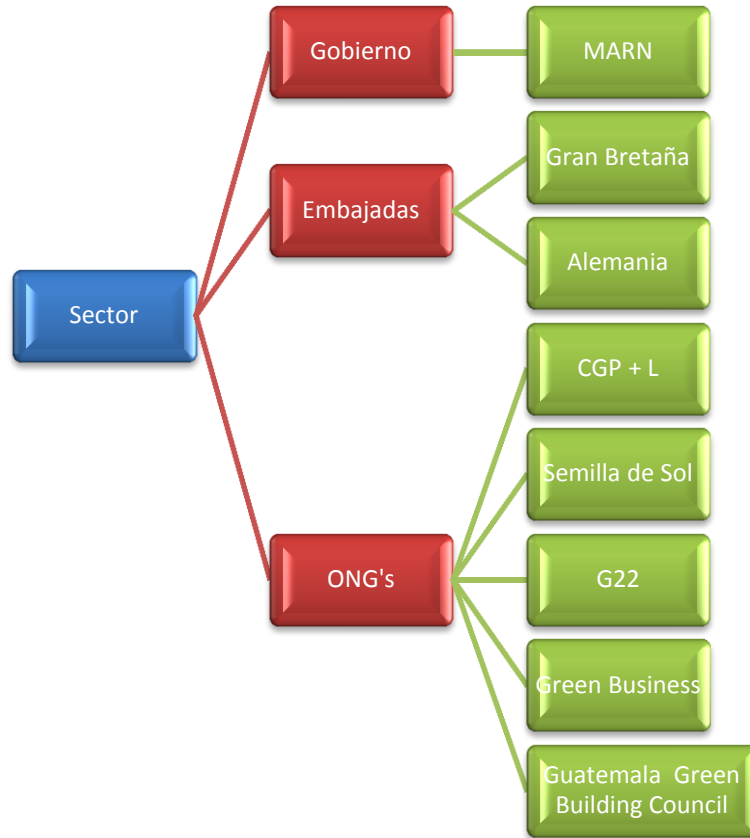 Sector
Gobierno
MARN
Embajadas
Gran Bretaña
Alemania
ONG's
CGP + L
Semilla de Sol
G22
Green Business
Guatemala Green
Building Council